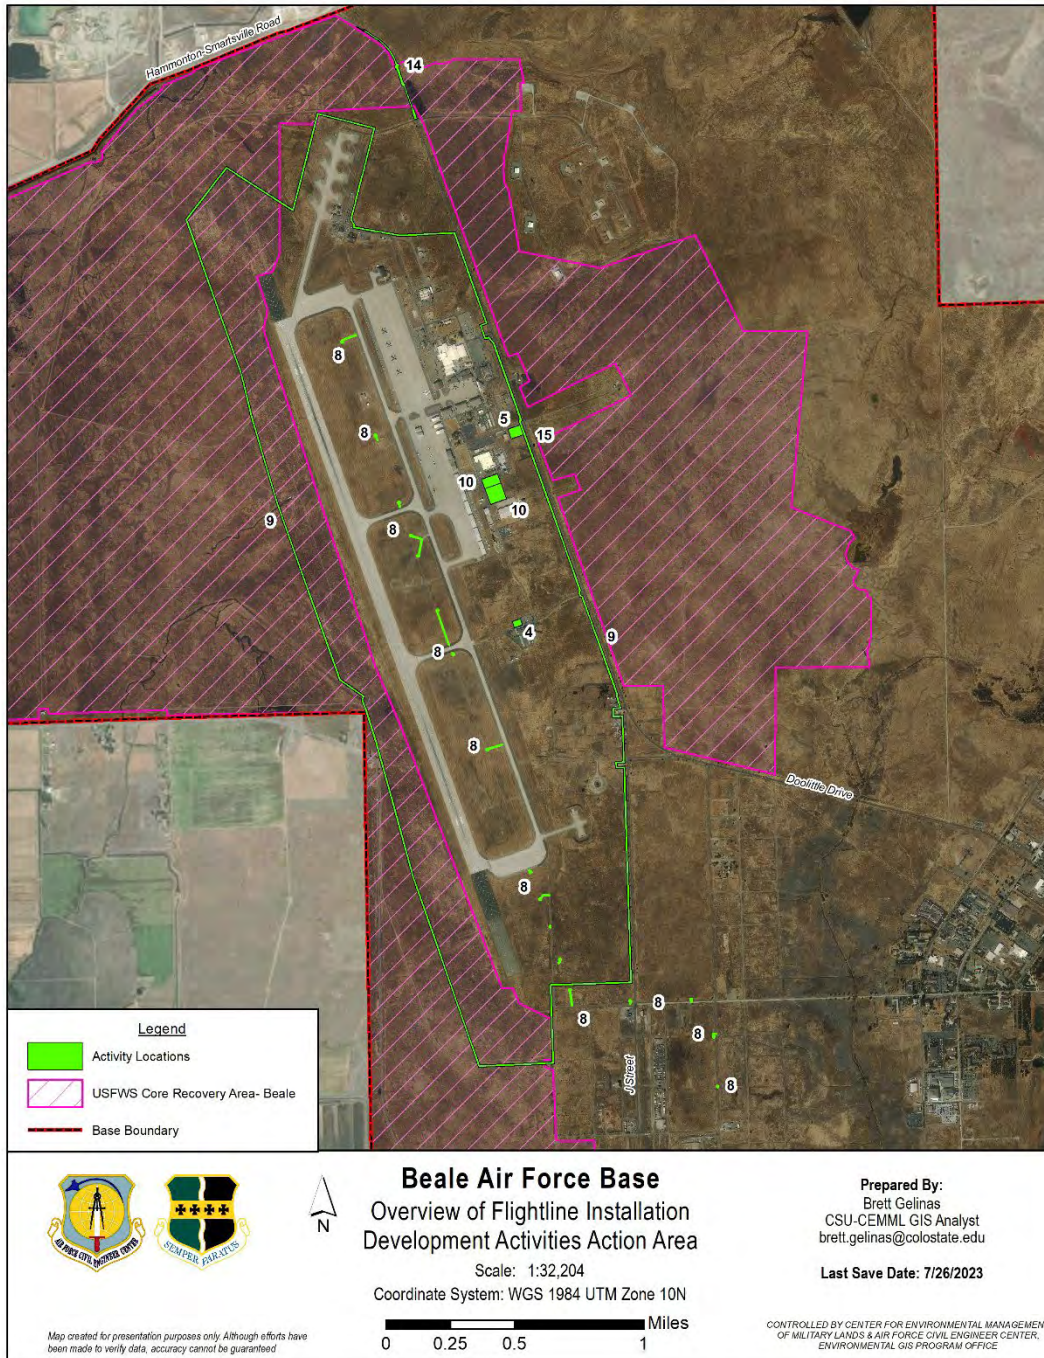 Hammonton-Smartsville Road
14
8
5
15
8
10
10
9
8
4
9
8
8
Doolittle Drive
8
8
8
8
J Street
8
Legend
Activity Locations
USFWS Core Recovery Area- Beale
Base Boundary
AIR FORCE CIVIL ENGINEER CENTER
SEMPER PARATUS
N
Beale Air Force Base
Overview of Flightline Installation
Development Activities Action Area
Scale: 1:32,204
Coordinate System: WGS 1984 UTM Zone 10N
Miles
0 0.25 0.5 1
Prepared By:
Brett Gelinas
CSU-CEMML GIS Analyst
brett.gelinas@colostate.edu
Last Save Date: 7/26/2023
Map created for presentation purposes only. Although efforts have
been made to verify data, accuracy cannot be guaranteed
CONTROLLED BY CENTER FOR ENVIRONMENTAL MANAGEMEN
OF MILITARY LANDS & AIR FORCE CIVIL ENGINEER CENTER,
ENVIRONMENTAL GIS PROGRAM OFFICE